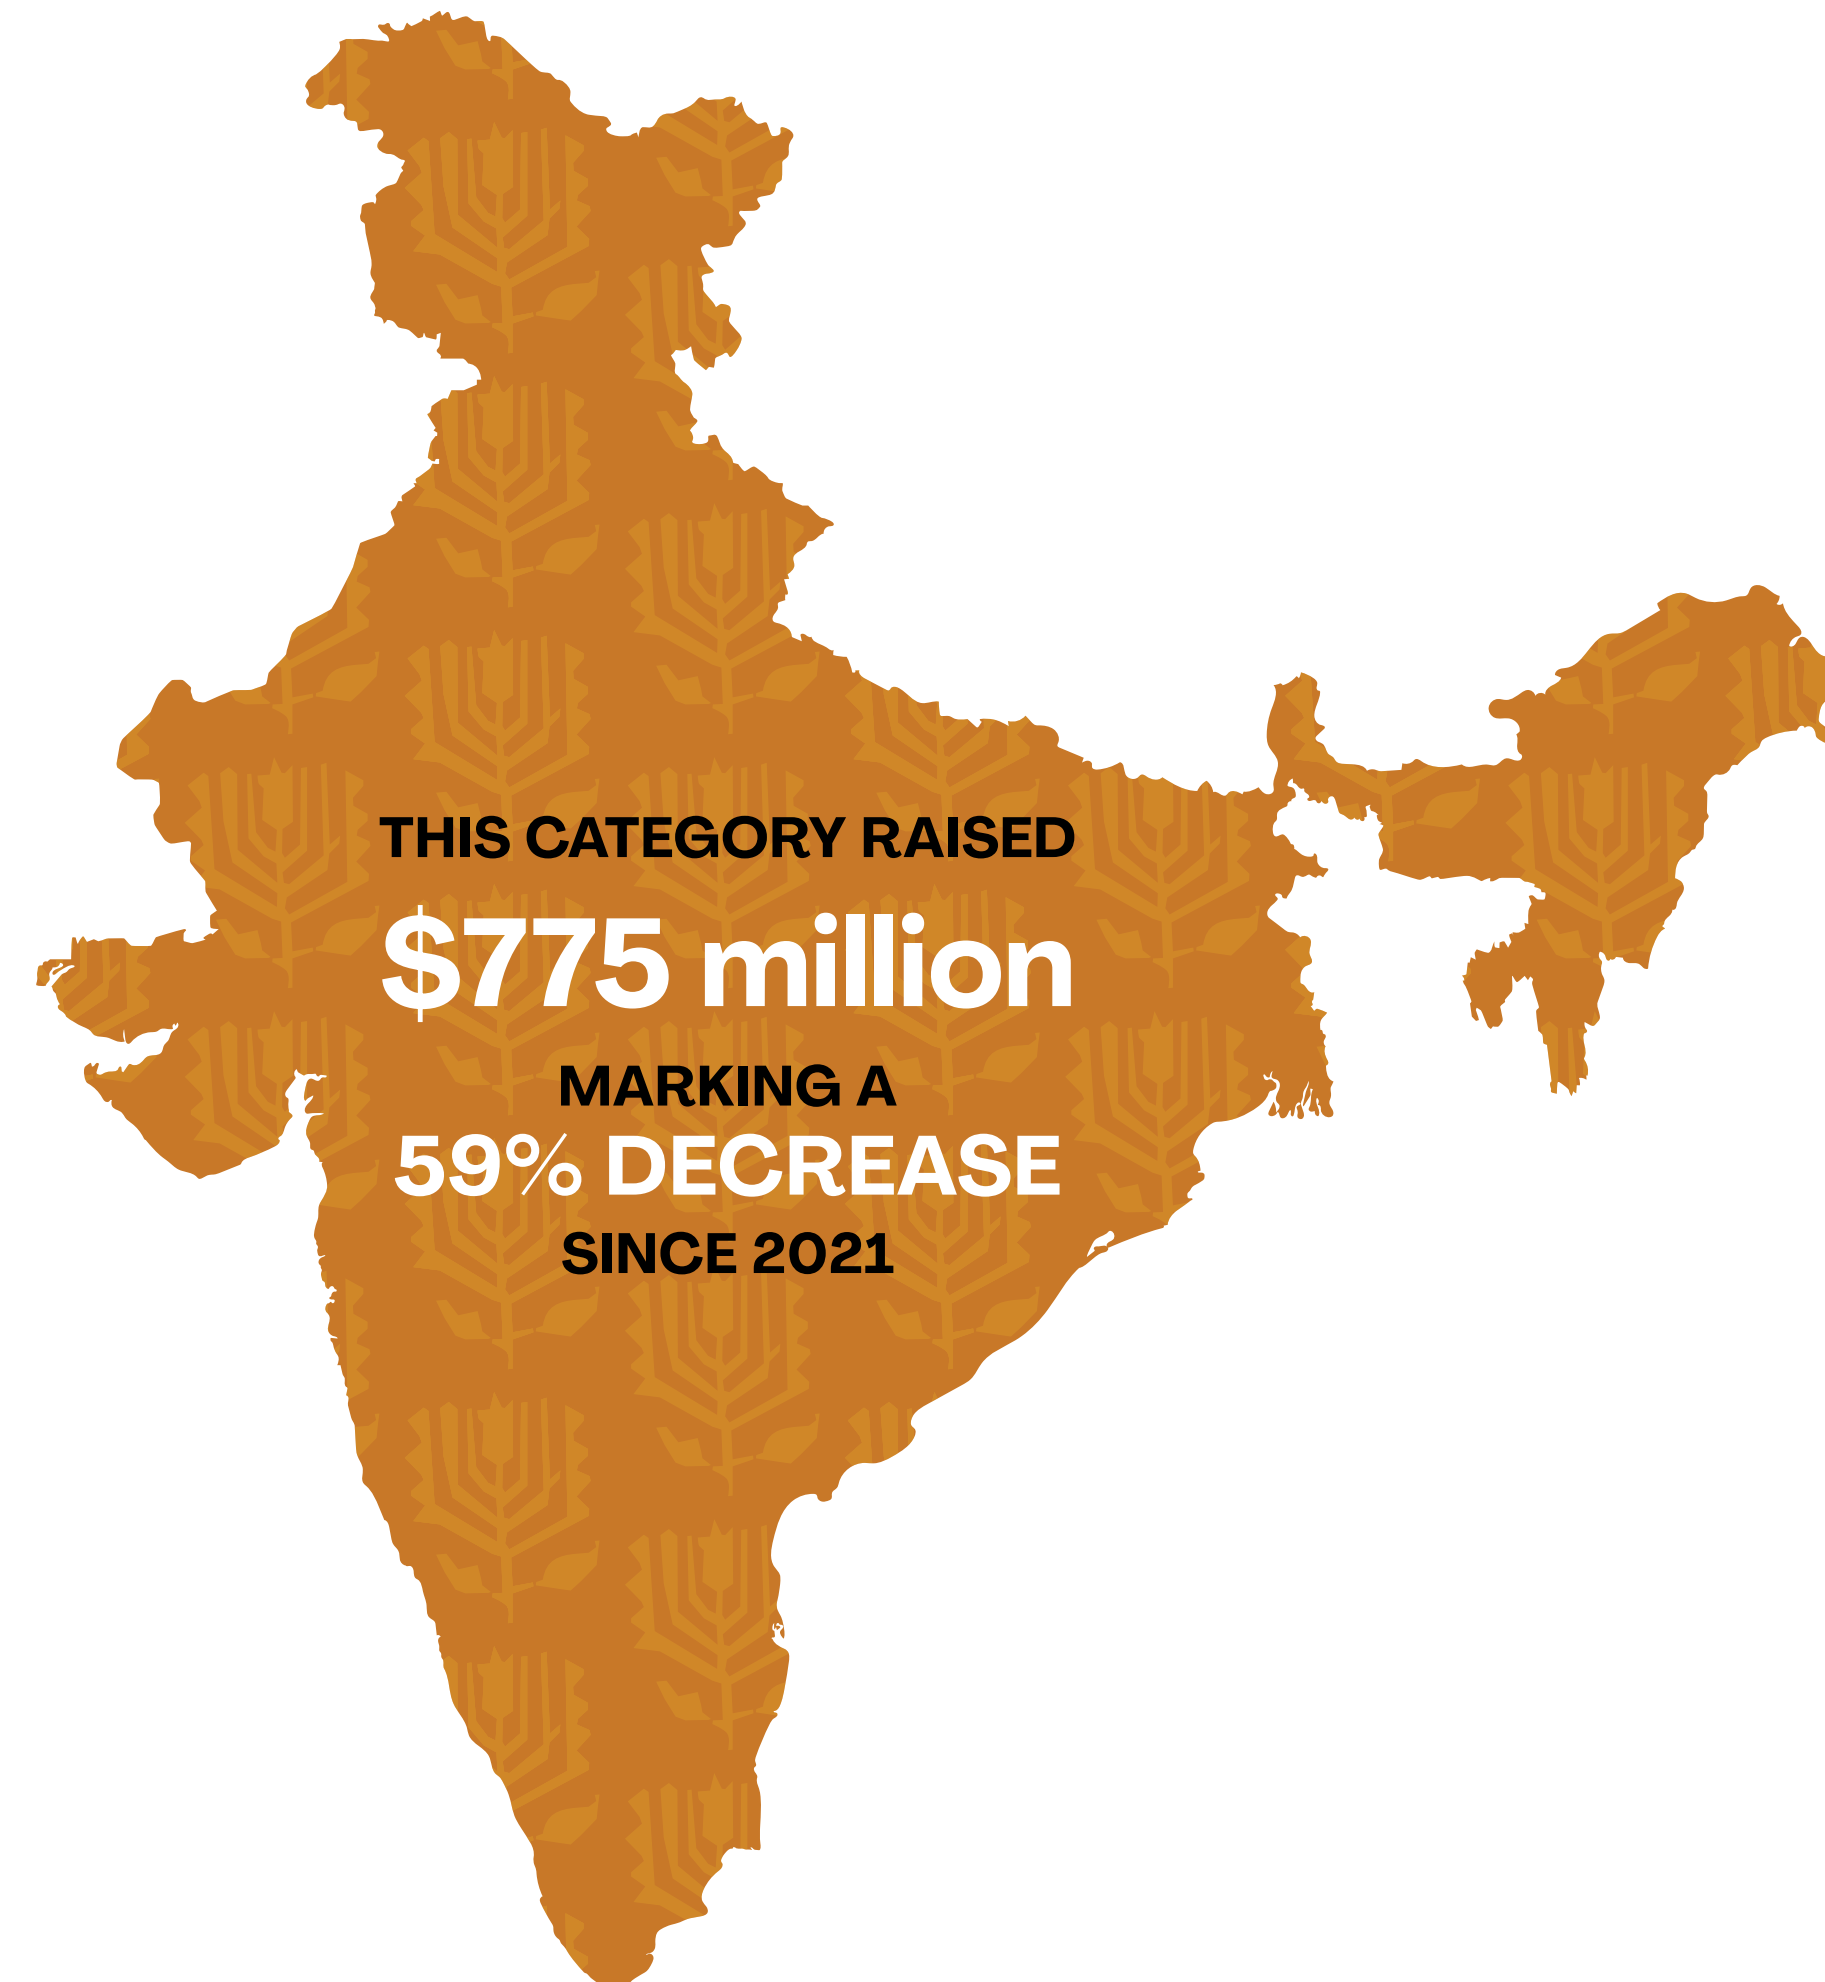 THIS CATEGORY RAISED
$775 million
MARKING A
59% DECREASE
SINCE 2021